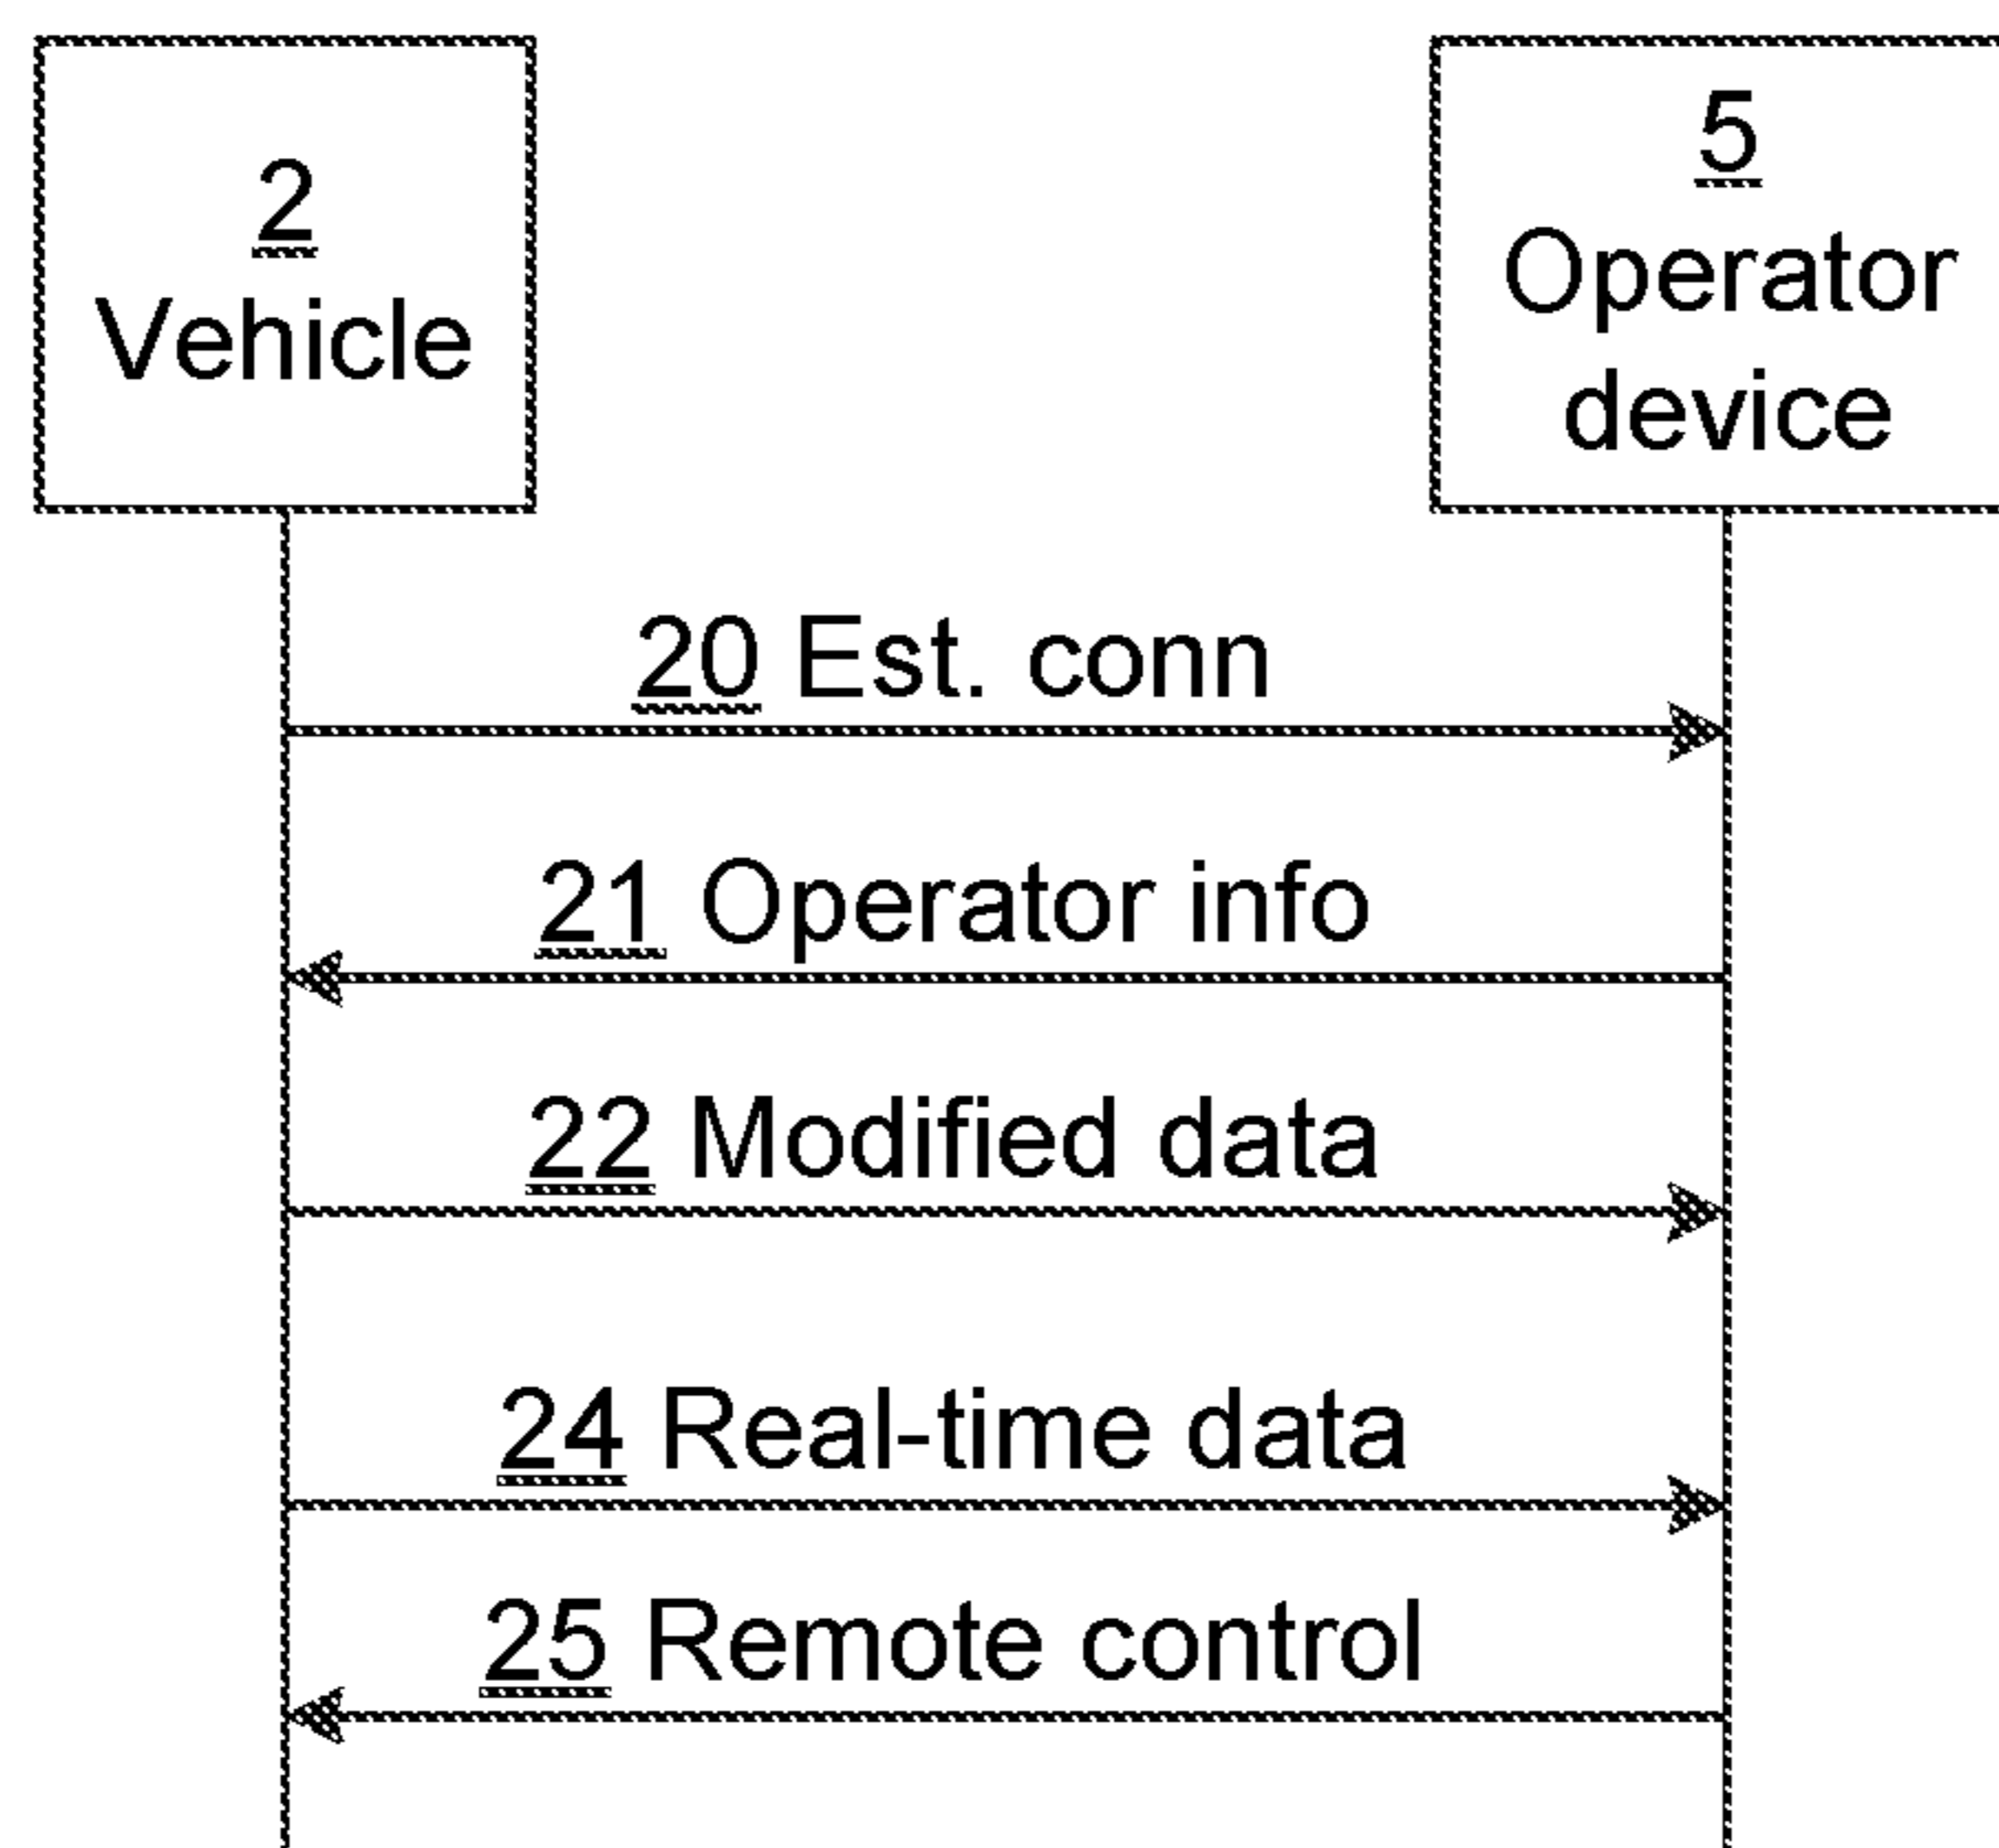 2
Vehicle
5
Operator
device
20 Est. conn
21 Operator info
22 Modified data
24 Real-time data
25 Remote control